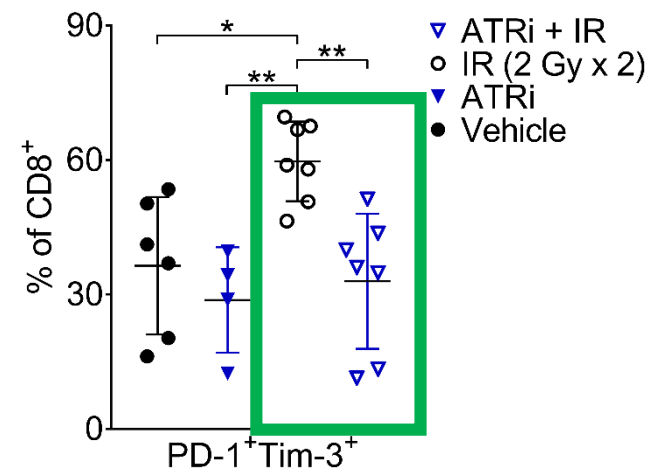 90
60
30
0
% of CD8⁺
*
**
**
ATRi + IR
IR (2 Gy x 2)
ATRi
Vehicle
PD-1⁺Tim-3⁺